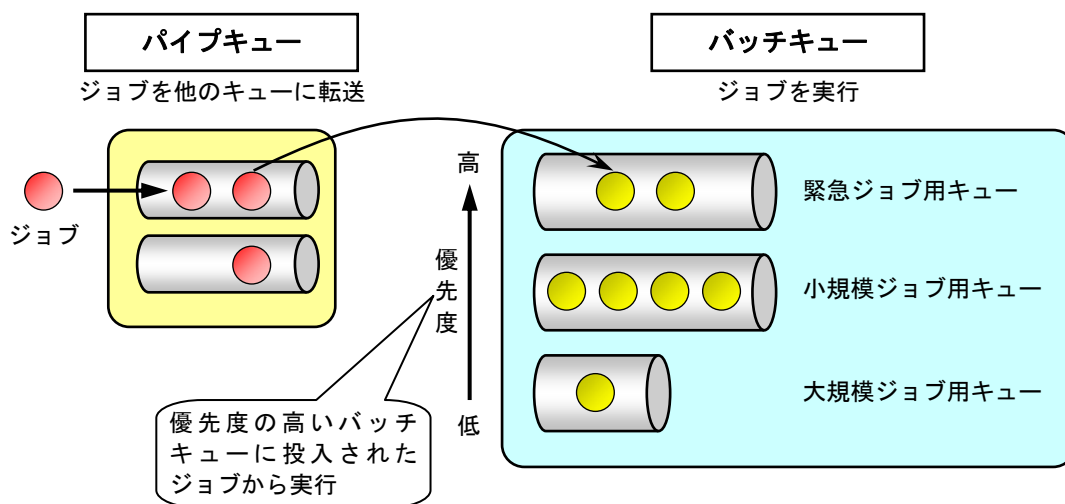 パイプキュー
ジョブを他のキューに転送
ジョブ
バッチキュー
ジョブを実行
高
優先度
低
緊急ジョブ用キュー
小規模ジョブ用キュー
大規模ジョブ用キュー
優先度の高いバッチ
キューに投入された
ジョブから実行